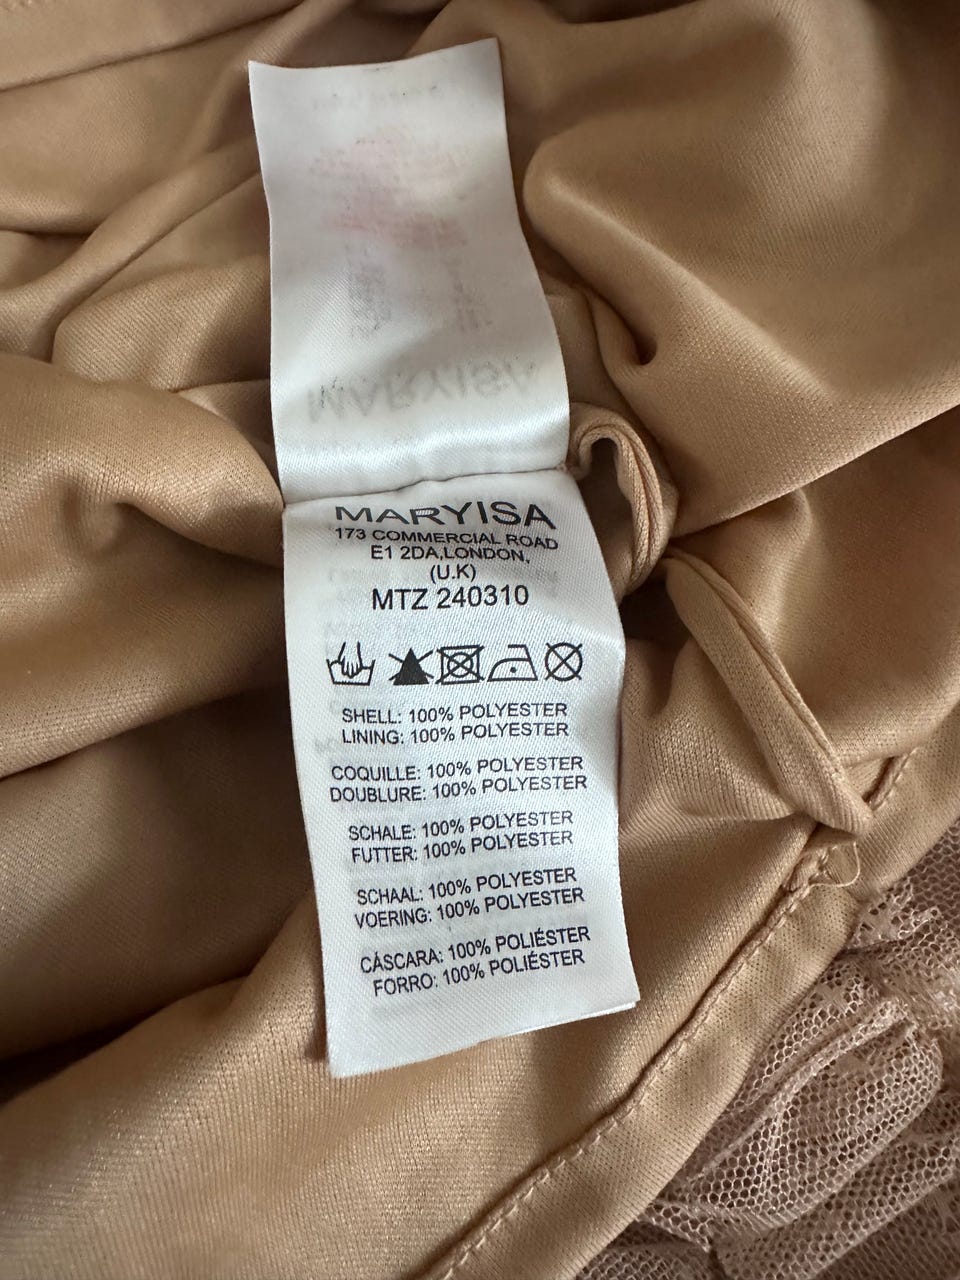 MARYISA
173 COMMERCIAL ROAD
E1 2DA,LONDON,
(U.K)
MTZ 240310
SHELL: 100% POLYESTER
LINING: 100% POLYESTER
COQUILLE: 100% POLYESTER
DOUBLURE: 100% POLYESTER
SCHALE: 100% POLYESTER
FUTTER: 100% POLYESTER
SCHAAL: 100% POLYESTER
VOERING: 100% POLYESTER
CÁSCARA: 100% POLIÉSTER
FORRO: 100% POLIÉSTER